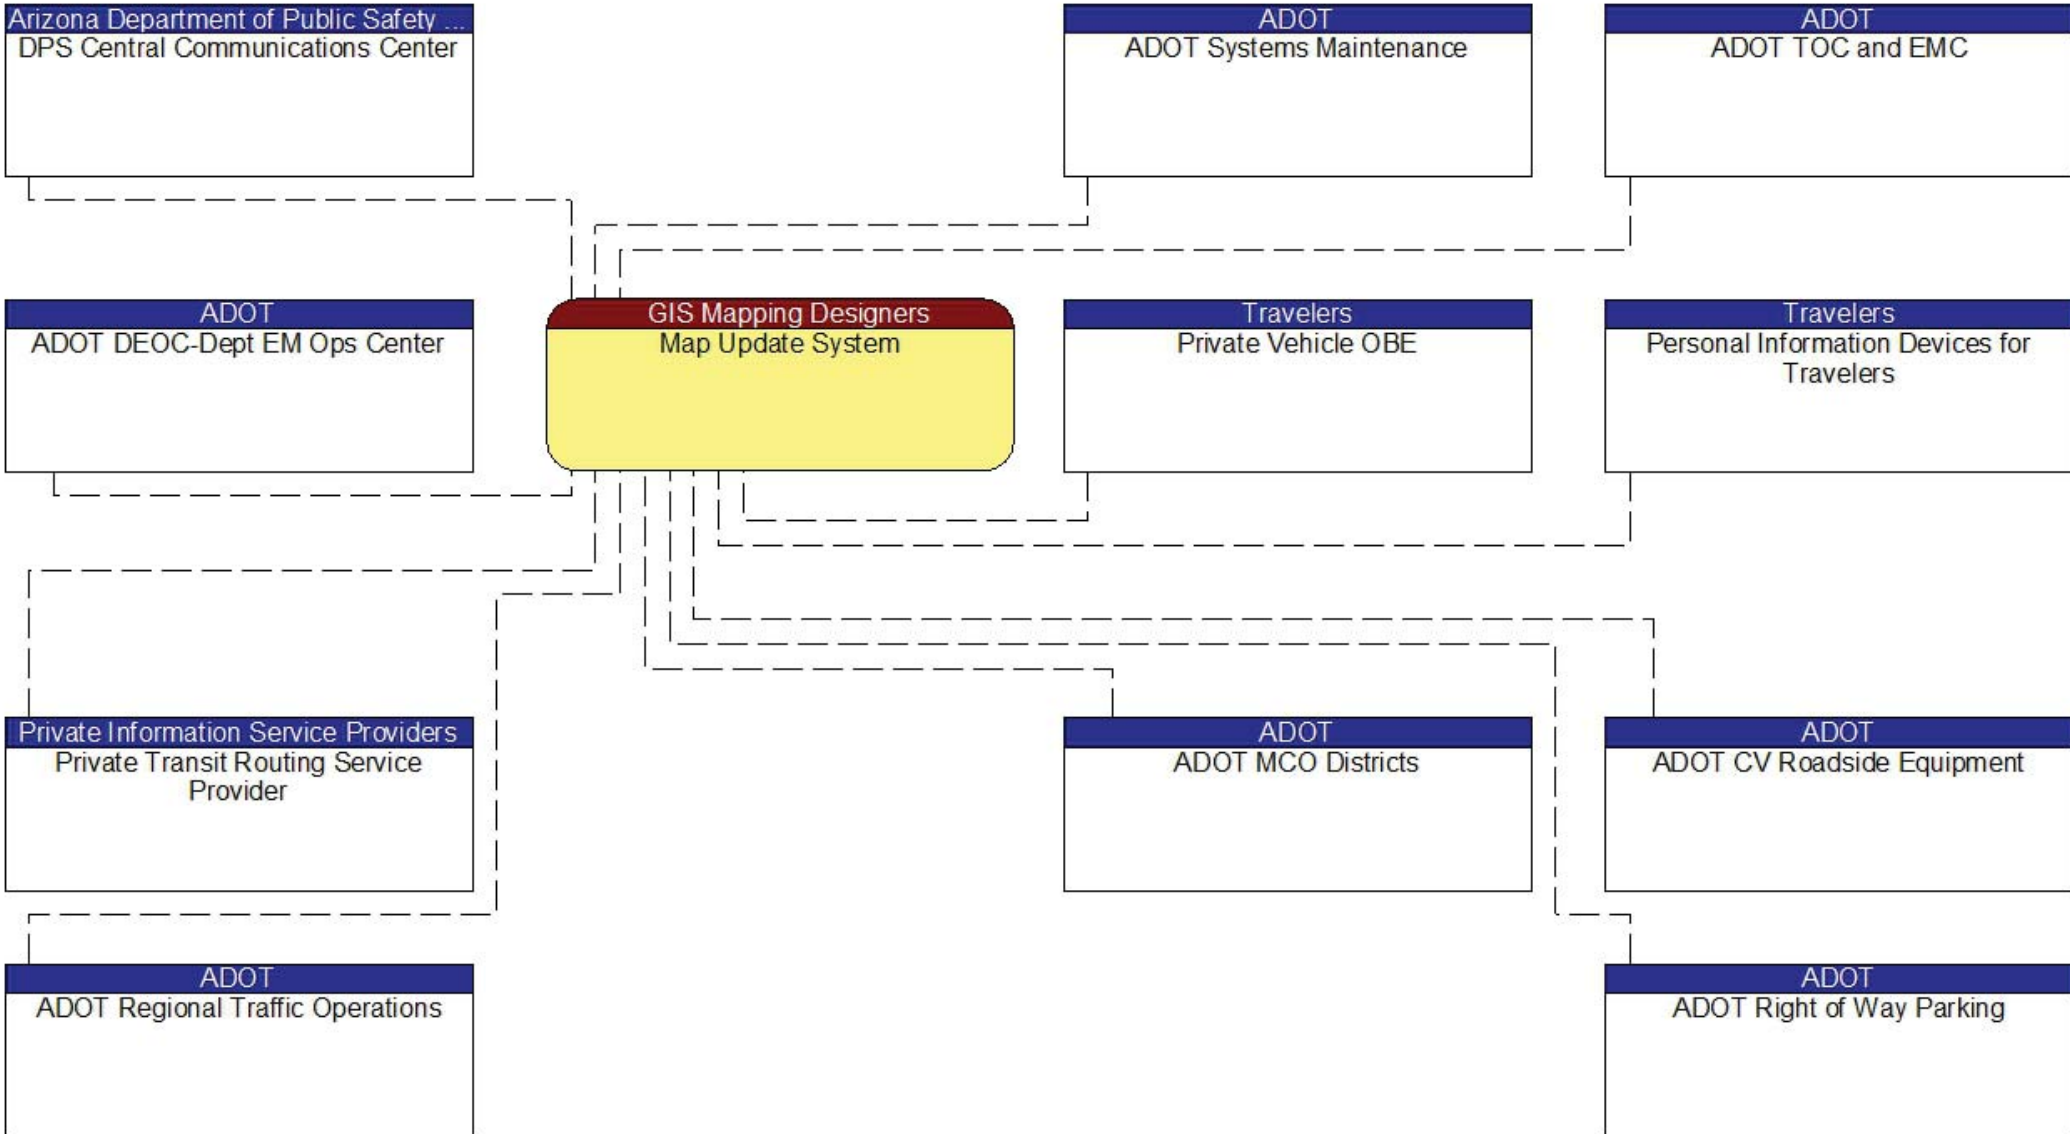 Arizona Department of Public Safety ...
DPS Central Communications Center
ADOT
ADOT Systems Maintenance
ADOT
ADOT TOC and EMC
ADOT
ADOT DEOC-Dept EM Ops Center
GIS Mapping Designers
Map Update System
Travelers
Private Vehicle OBE
Travelers
Personal Information Devices for
Travelers
Private Information Service Providers
Private Transit Routing Service
Provider
ADOT
ADOT MCO Districts
ADOT
ADOT CV Roadside Equipment
ADOT
ADOT Regional Traffic Operations
ADOT
ADOT Right of Way Parking